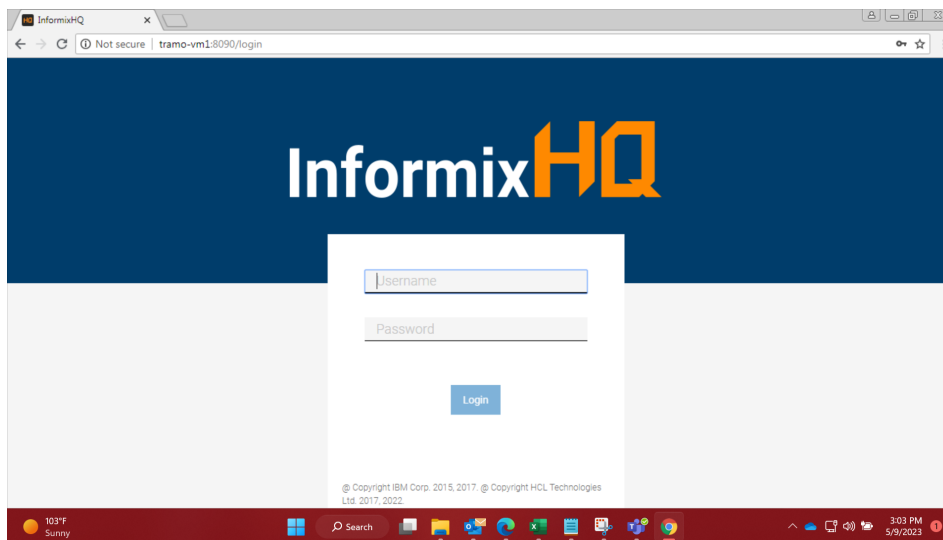 InformixHQ
Not secure | tramo-vm1:8090/login
InformixHQ
Username
Password
Login
@ Copyright IBM Corp. 2015, 2017. @ Copyright HCL Technologies
Ltd. 2017, 2022.
103°F
Sunny
Search
3:03 PM
5/9/2023
1